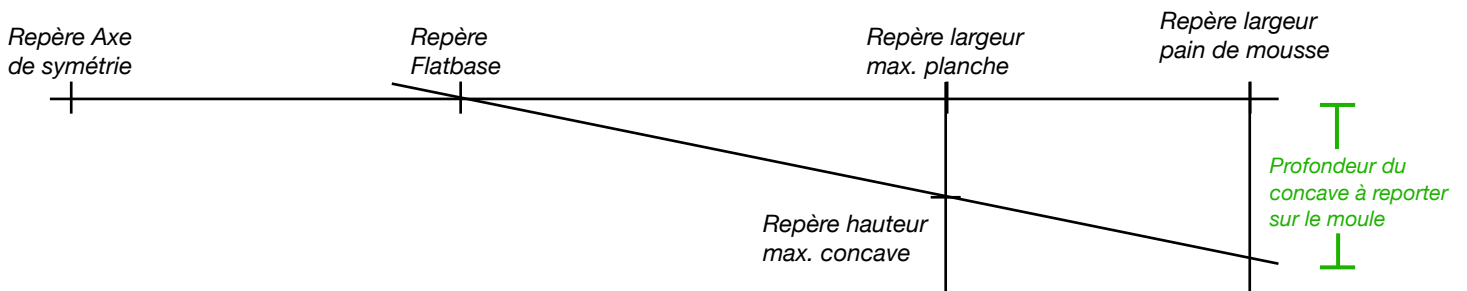 Repère Axe
de symétrie
Repère
Flatbase
Repère largeur
max. planche
Repère largeur
pain de mousse
Profondeur du
concave à reporter
sur le moule
Repère hauteur
max. concave